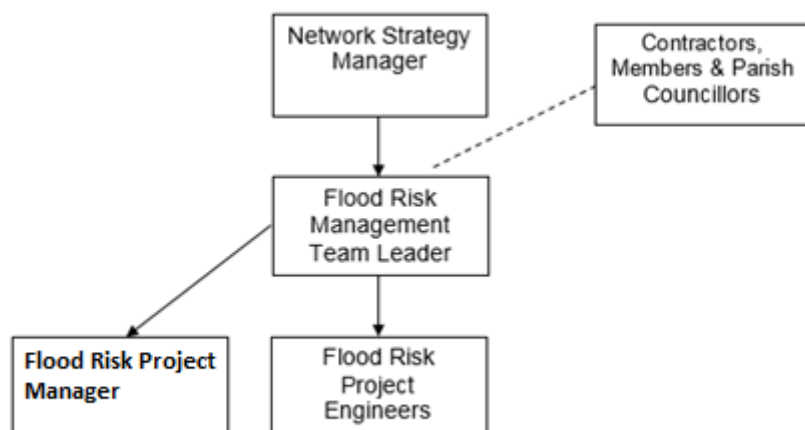 Network Strategy
Manager
Contractors,
Members & Parish
Councillors
Flood Risk
Management
Team Leader
Flood Risk Project
Manager
Flood Risk
Project
Engineers